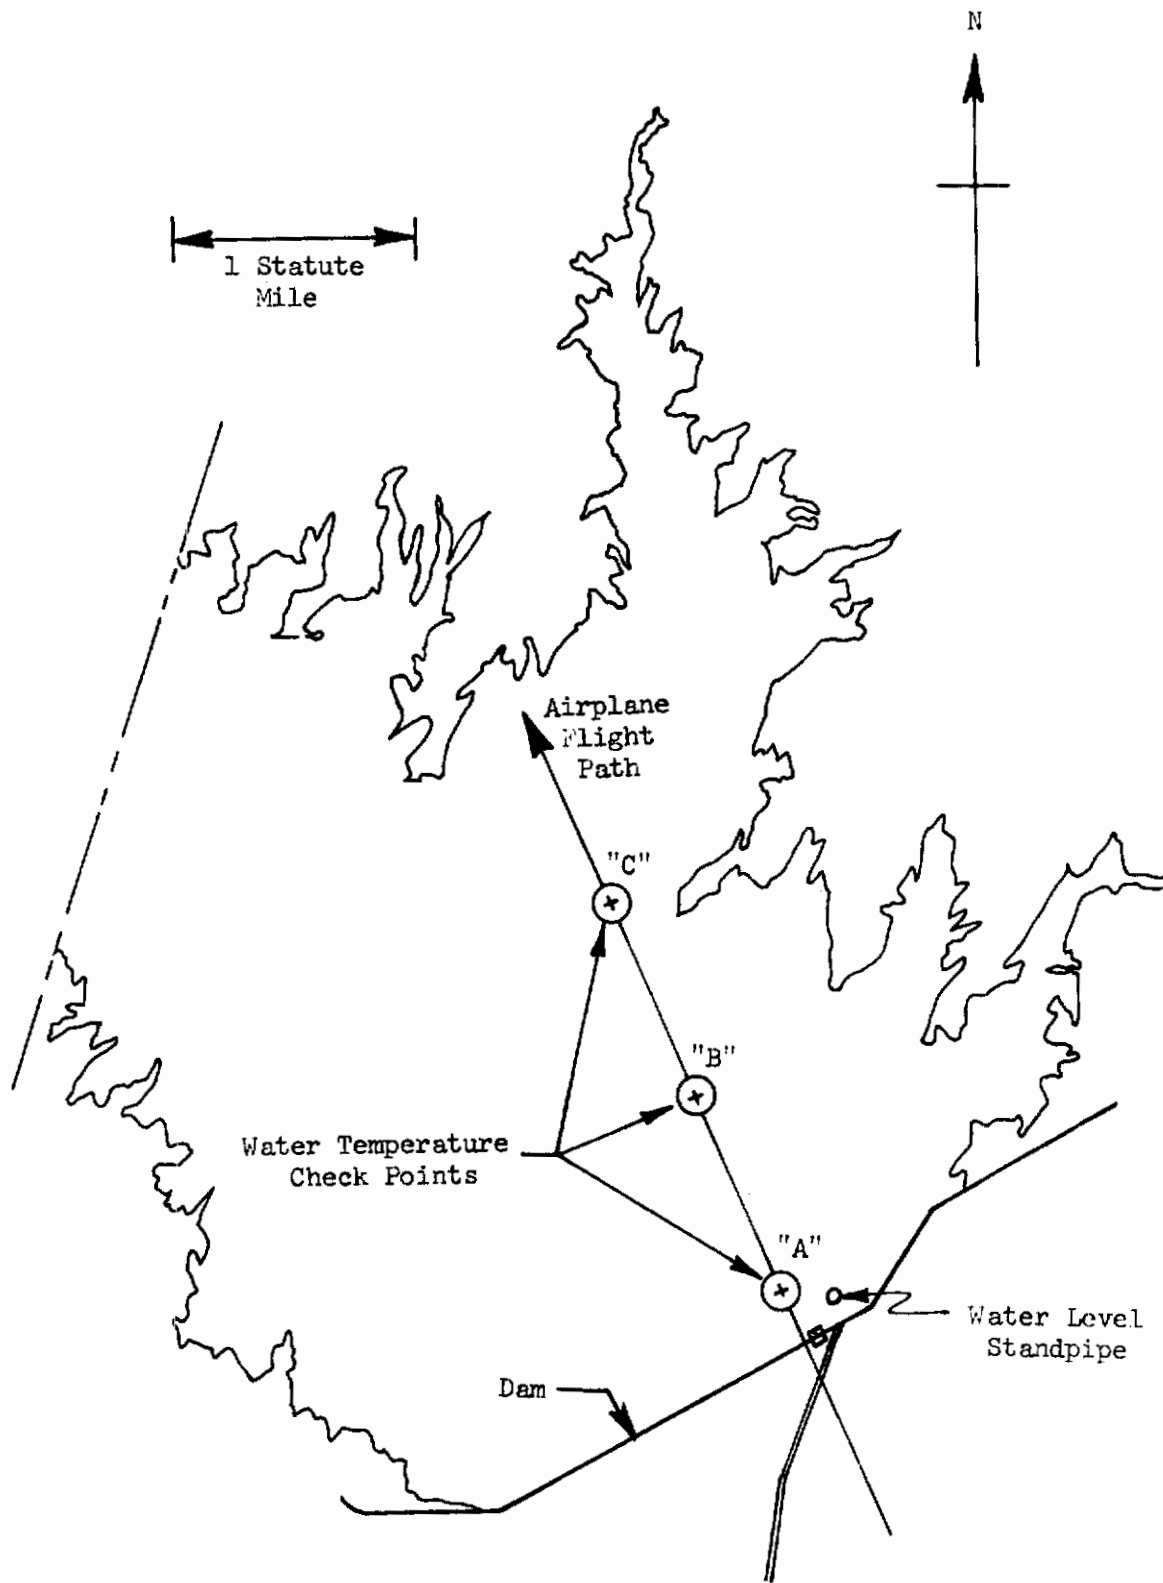 N
1 Statute
Mile
Airplane
Flight
Path
"C"
"B"
Water Temperature
Check Points
"A"
Water Level
Standpipe
Dam